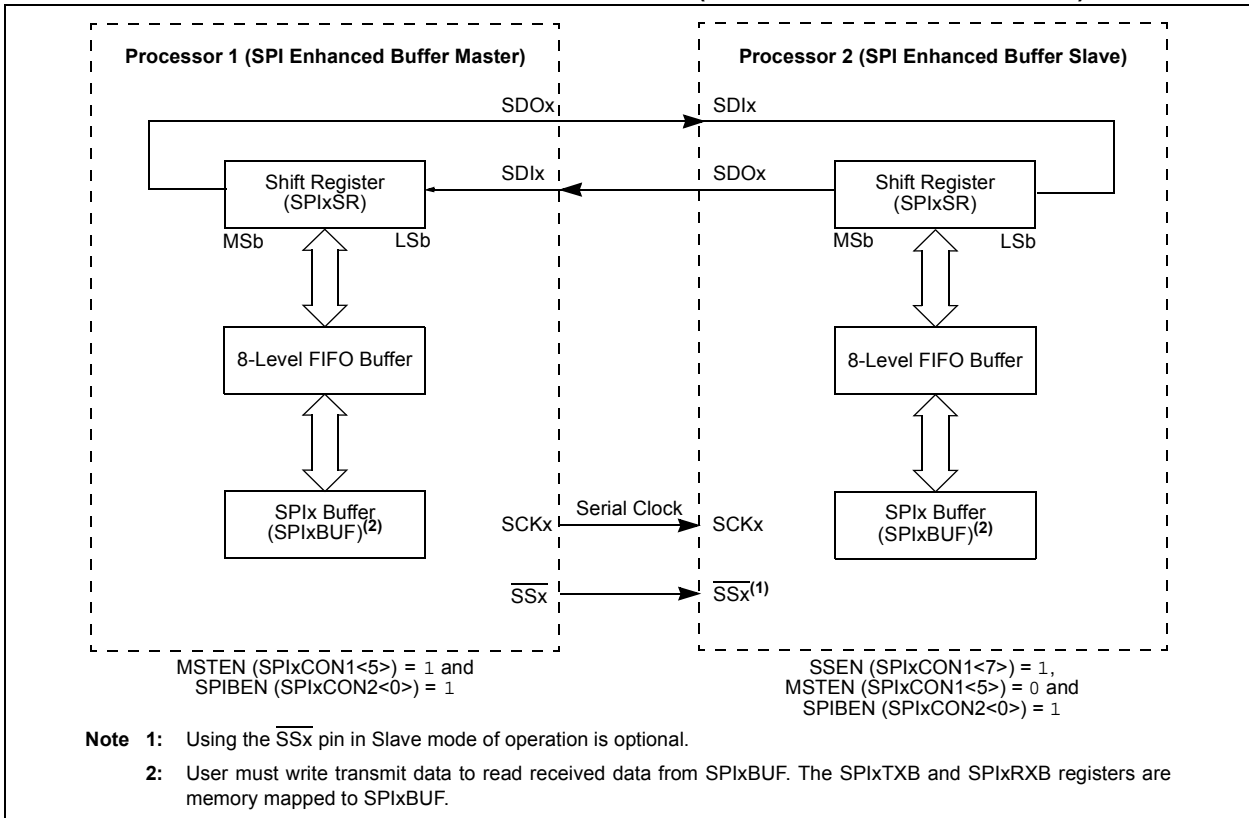 Processor 1 (SPI Enhanced Buffer Master)
Processor 2 (SPI Enhanced Buffer Slave)
SDOx
SDIx
Shift Register
(SPIxSR)
SDIx
SDOx
Shift Register
(SPIxSR)
MSb
LSb
MSb
LSb
8-Level FIFO Buffer
8-Level FIFO Buffer
SPIx Buffer
(SPIxBUF)(2)
SCKx
Serial Clock
SCKx
SPIx Buffer
(SPIxBUF)(2)
SSx
SSx(1)
MSTEN (SPIxCON1<5>) = 1 and
SPIBEN (SPIxCON2<0>) = 1
SSEN (SPIxCON1<7>) = 1,
MSTEN (SPIxCON1<5>) = 0 and
SPIBEN (SPIxCON2<0>) = 1
Note 1: Using the SSx pin in Slave mode of operation is optional.
2: User must write transmit data to read received data from SPIxBUF. The SPIxTXB and SPIxRXB registers are
memory mapped to SPIxBUF.